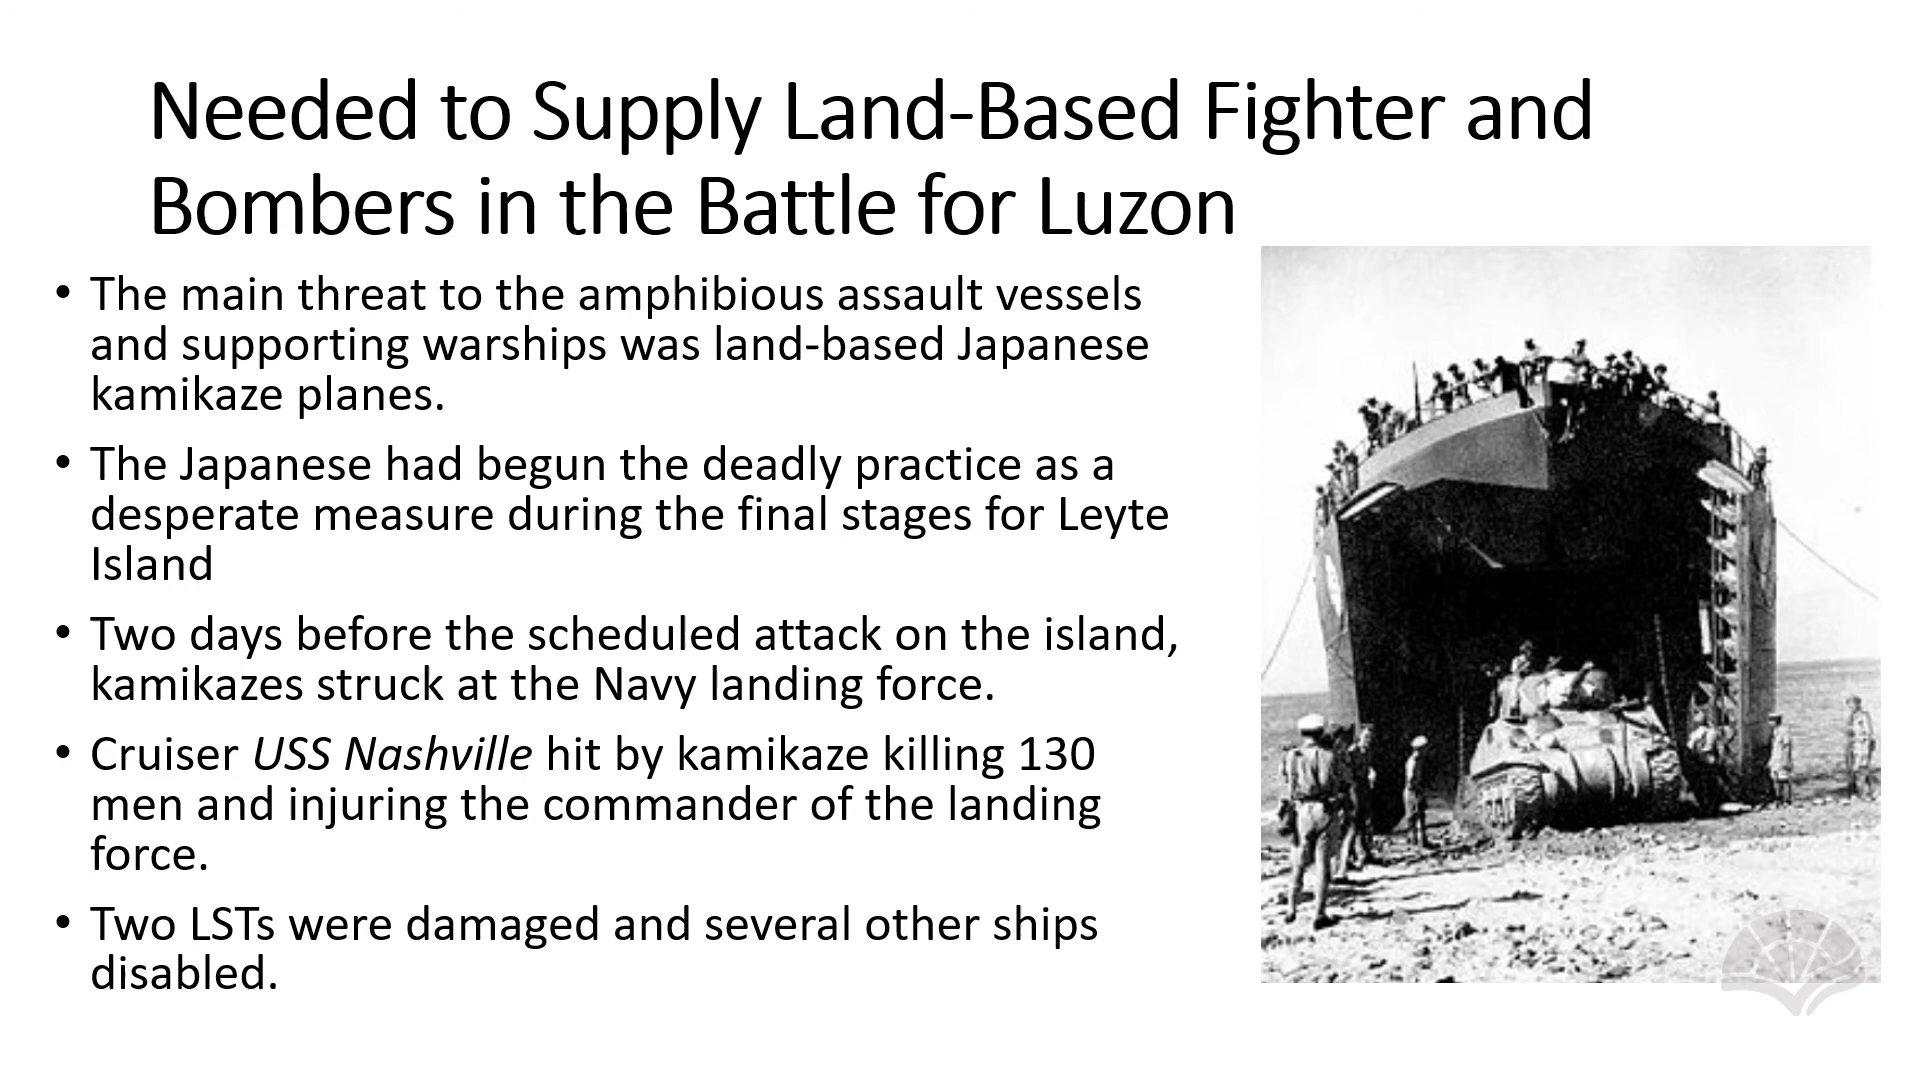 Needed to Supply Land-Based Fighter and
Bombers in the Battle for Luzon
• The main threat to the amphibious assault vessels
and supporting warships was land-based Japanese
kamikaze planes.
• The Japanese had begun the deadly practice as a
desperate measure during the final stages for Leyte
Island
• Two days before the scheduled attack on the island,
kamikazes struck at the Navy landing force.
• Cruiser USS Nashville hit by kamikaze killing 130
men and injuring the commander of the landing
force.
• Two LSTs were damaged and several other ships
disabled.